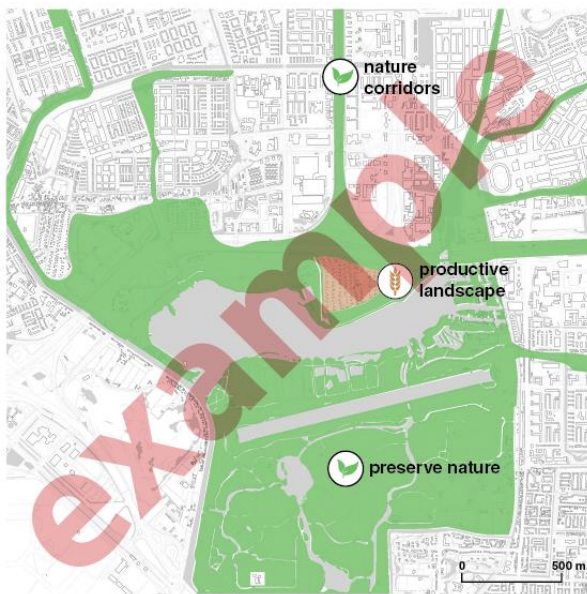 nature
corridors
productive
landscape
preserve nature
0 500 m
example